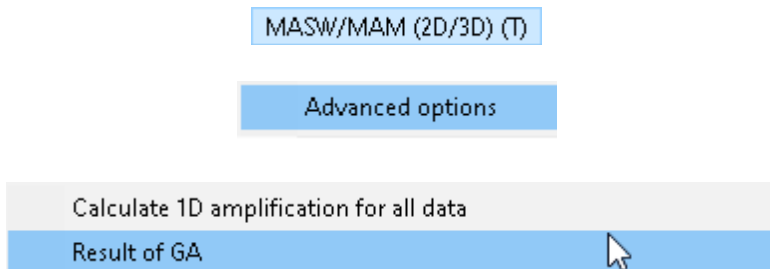 MASW/MAM (2D/3D) (T)
Advanced options
Calculate 1D amplification for all data
Result of GA